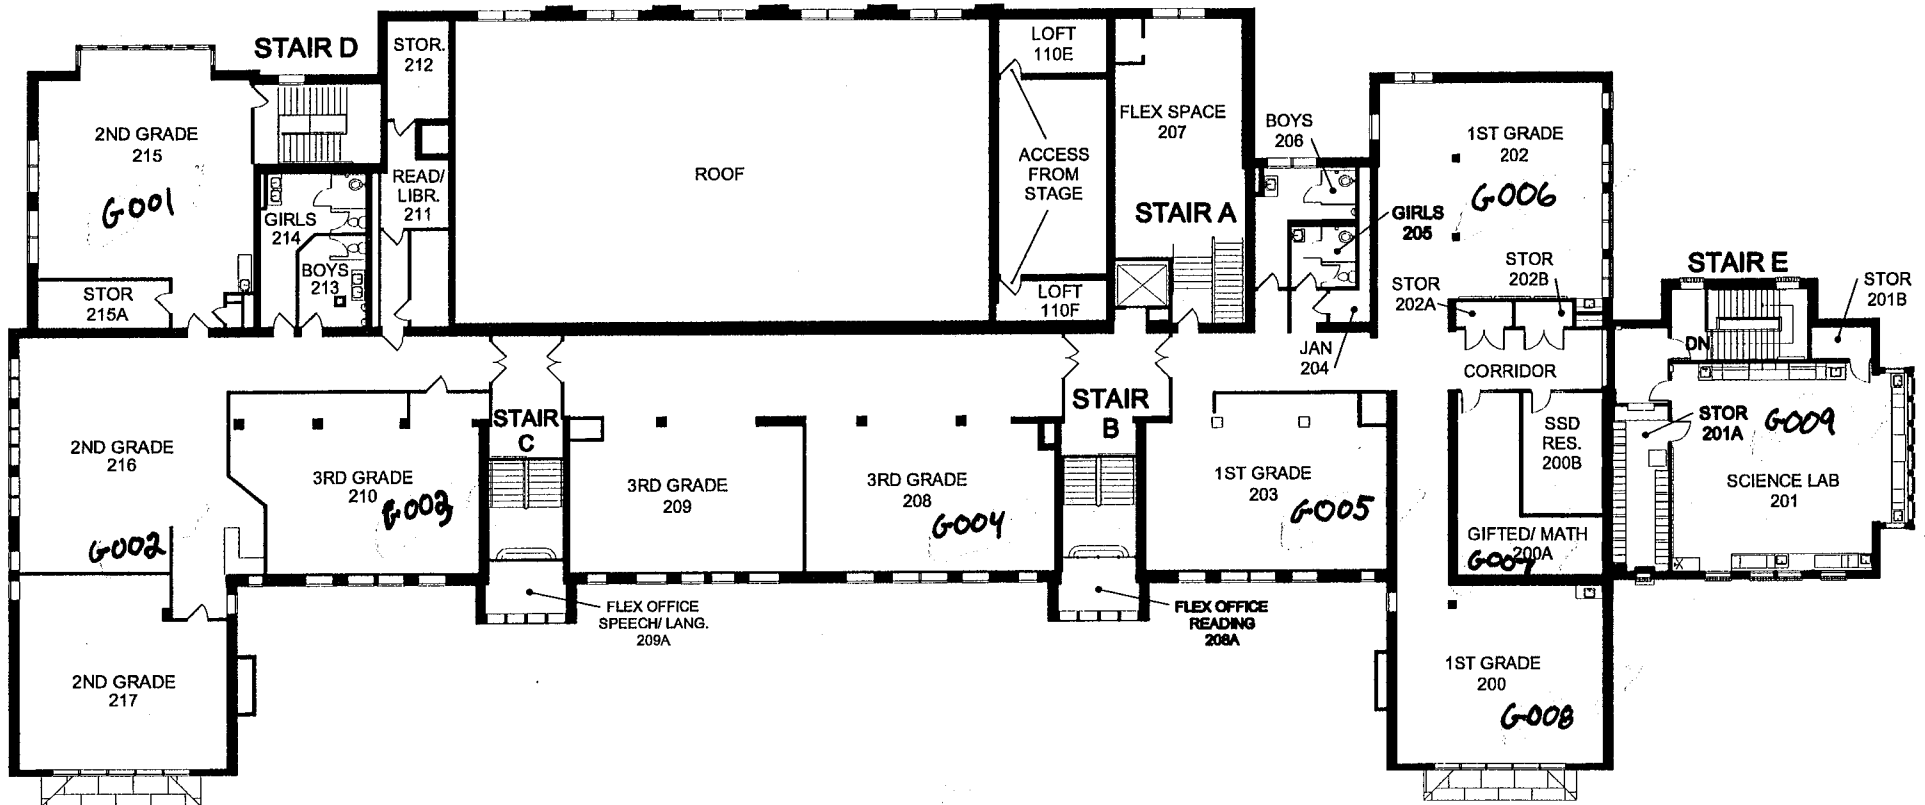 STAIR D
STOR.
212
LOFT
110E
2ND GRADE
215
G001
READ/
LIBR.
211
ROOF
ACCESS
FROM
STAGE
FLEX SPACE
207
STAIR A
BOYS
206
GIRLS
205
1ST GRADE
202
G006
GIRLS
214
BOYS
213
STOR
215A
LOFT
110F
STOR
202A
STOR
202B
JAN
204
CORRIDOR
STAIR E
STOR
201B
DN
2ND GRADE
216
G002
3RD GRADE
210
G003
STAIR
C
3RD GRADE
209
3RD GRADE
208
G004
STAIR
B
1ST GRADE
203
G005
SSD
RES.
200B
GIFTED/ MATH
200A
G007
STOR
201A
G009
SCIENCE LAB
201
2ND GRADE
217
FLEX OFFICE
SPEECH/ LANG.
209A
FLEX OFFICE
READING
208A
1ST GRADE
200
G008